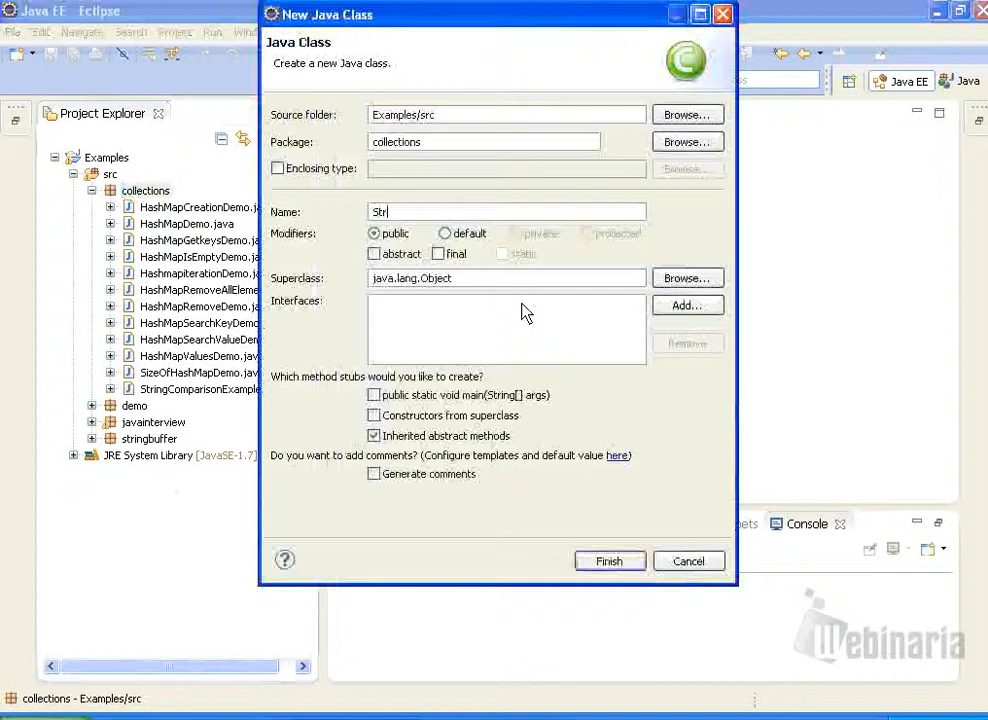 Java EE - Eclipse
New Java Class
File Edit Navigate Search Project Run
Java Class
Create a new Java class.
Java EE
Java
Project Explorer
Source folder:
Examples/src
Browse...
Package:
collections
Browse...
Enclosing type:
Browse...
Examples
src
collections
HashMapCreationDemo.ja
HashMapDemo.java
HashMapGetkeysDemo.
HashMapIsEmptyDemo.
HashmapiterationDemo.
HashMapRemoveAllEleme
HashMapRemoveDemo.
HashMapSearchKeyDemo
HashMapSearchValueDem
HashMapValuesDemo.jav
SizeOfHashMapDemo.jav
StringComparisonExample
demo
javainterview
stringbuffer
JRE System Library [JavaSE-1.7]
Name:
Str
Modifiers:
public
default
private
protected
abstract
final
static
Superclass:
java.lang.Object
Browse...
Interfaces:
Add...
Remove
Which method stubs would you like to create?
public static void main(String[] args)
Constructors from superclass
Inherited abstract methods
Do you want to add comments? (Configure templates and default value here)
Generate comments
Console
Finish
Cancel
Webinaria
collections - Examples/src